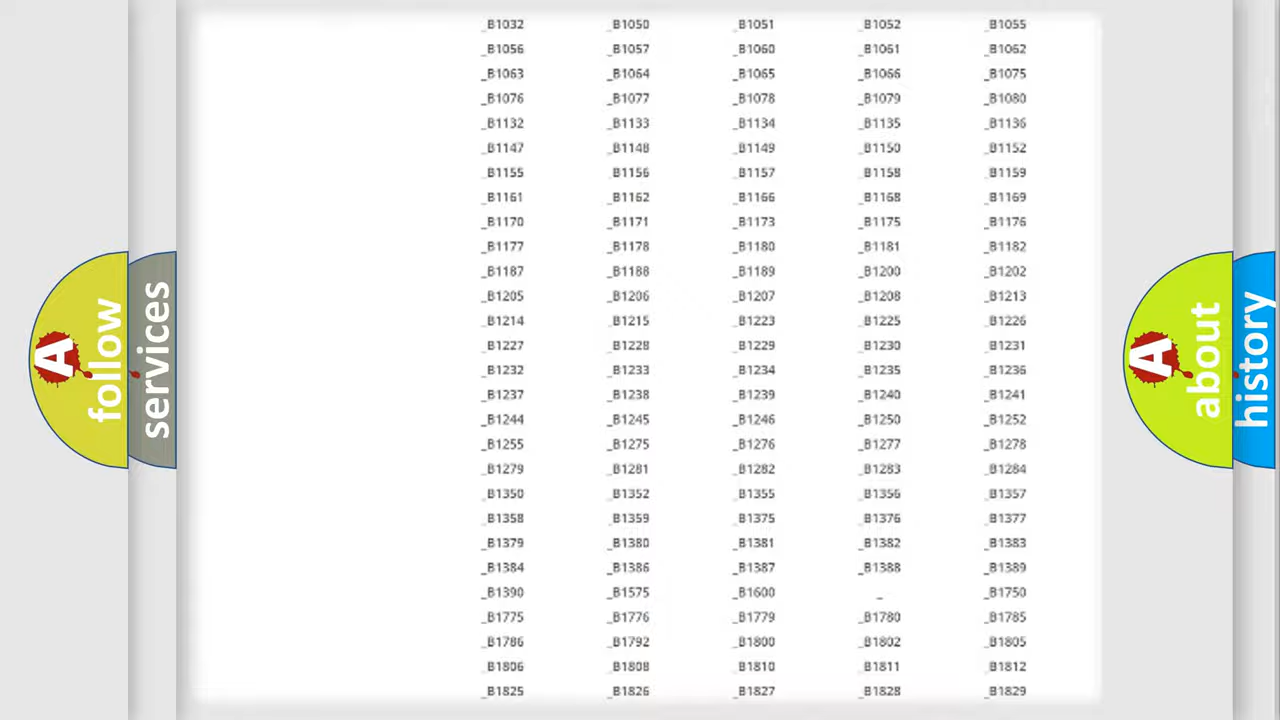 _B1032 _B1050 _B1051 _B1052 _B1055
_B1056 _B1057 _B1060 _B1061 _B1062
_B1063 _B1064 _B1065 _B1066 _B1075
_B1076 _B1077 _B1078 _B1079 _B1080
_B1132 _B1133 _B1134 _B1135 _B1136
_B1147 _B1148 _B1149 _B1150 _B1152
_B1155 _B1156 _B1157 _B1158 _B1159
_B1161 _B1162 _B1166 _B1168 _B1169
_B1170 _B1171 _B1173 _B1175 _B1176
_B1177 _B1178 _B1180 _B1181 _B1182
_B1187 _B1188 _B1189 _B1200 _B1202
_B1205 _B1206 _B1207 _B1208 _B1213
_B1214 _B1215 _B1223 _B1225 _B1226
_B1227 _B1228 _B1229 _B1230 _B1231
_B1232 _B1233 _B1234 _B1235 _B1236
_B1237 _B1238 _B1239 _B1240 _B1241
_B1244 _B1245 _B1246 _B1250 _B1252
_B1255 _B1275 _B1276 _B1277 _B1278
_B1279 _B1281 _B1282 _B1283 _B1284
_B1350 _B1352 _B1355 _B1356 _B1357
_B1358 _B1359 _B1375 _B1376 _B1377
_B1379 _B1380 _B1381 _B1382 _B1383
_B1384 _B1386 _B1387 _B1388 _B1389
_B1390 _B1575 _B1600 _ _B1750
_B1775 _B1776 _B1779 _B1780 _B1785
_B1786 _B1792 _B1800 _B1802 _B1805
_B1806 _B1808 _B1810 _B1811 _B1812
_B1825 _B1826 _B1827 _B1828 _B1829
A
follow
services
A
about
history